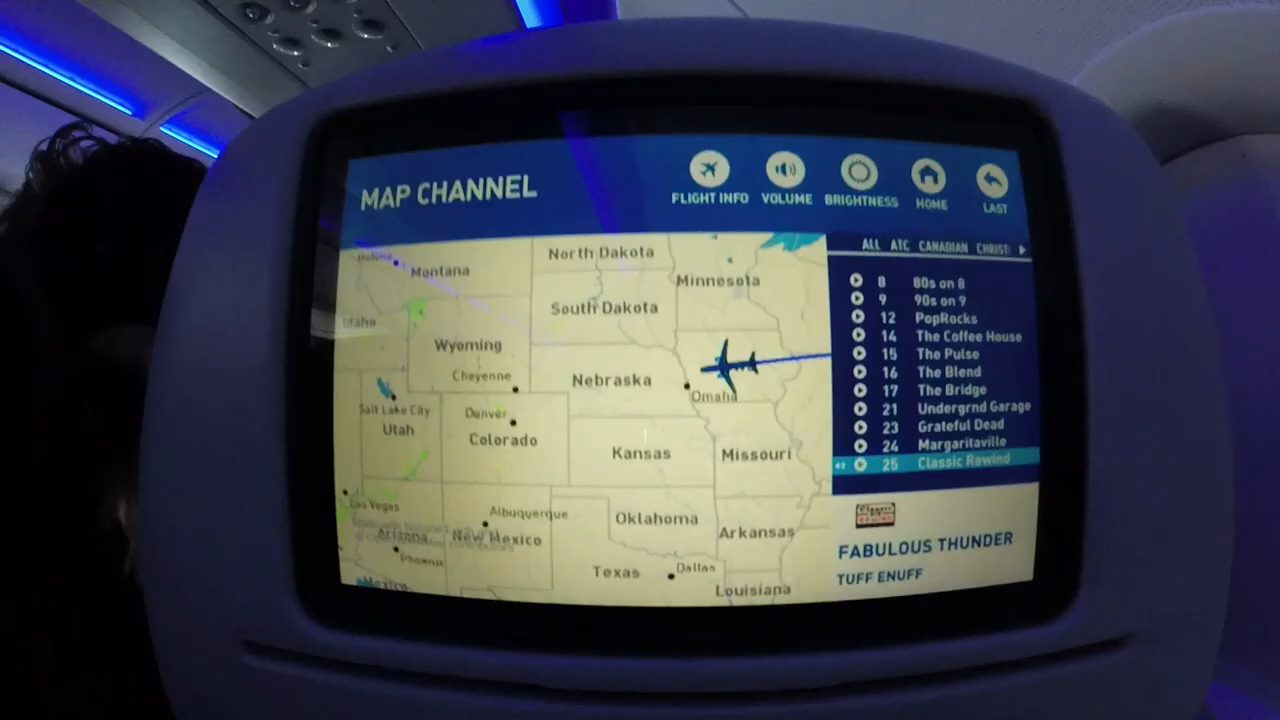 MAP CHANNEL
FLIGHT INFO
VOLUME
BRIGHTNESS
HOME
LAST
ALL ATC CANADIAN CHRIST
8 80s on 8
9 90s on 9
12 PopRocks
14 The Coffee House
15 The Pulse
16 The Blend
17 The Bridge
21 Undergrnd Garage
23 Grateful Dead
24 Margaritaville
25 Classic Rewind
FABULOUS THUNDER
TUFF ENUFF
North Dakota
Montana
Minnesota
South Dakota
Idaho
Wyoming
Cheyenne
Nebraska
Omaha
Salt Lake City
Denver
Utah
Colorado
Kansas
Missouri
Las Vegas
Albuquerque
Oklahoma
Arizona
New Mexico
Arkansas
Phoenix
Texas
Dallas
Mexico
Louisiana